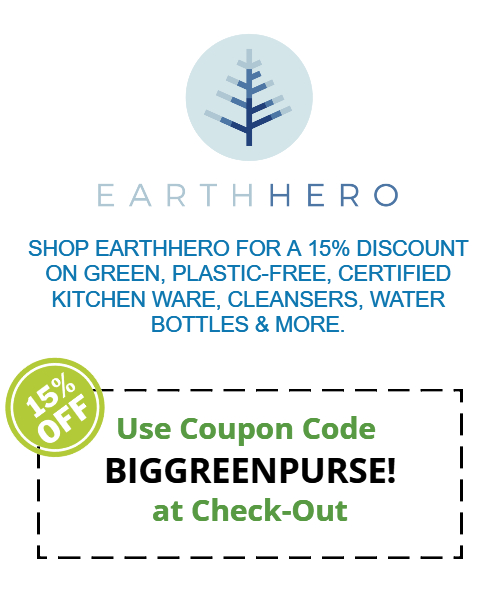 EARTHHERO
SHOP EARTHHERO FOR A 15% DISCOUNT
ON GREEN, PLASTIC-FREE, CERTIFIED
KITCHEN WARE, CLEANSERS, WATER
BOTTLES & MORE.
15%
OFF
Use Coupon Code
BIGGREENPURSE!
at Check-Out